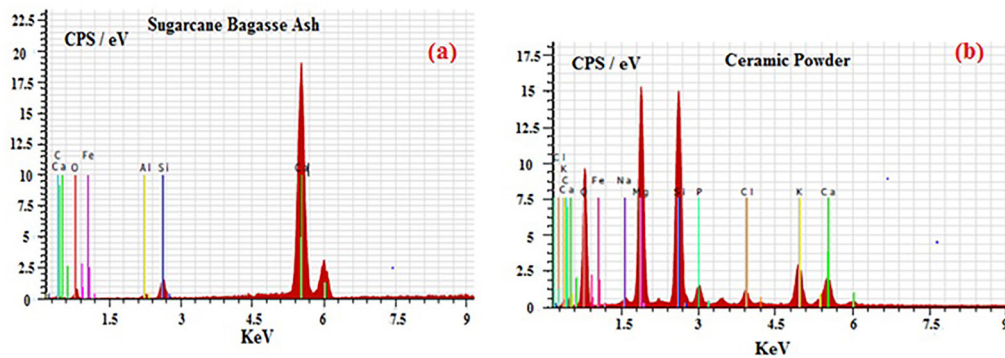 Sugarcane Bagasse Ash
CPS / eV
(a)
22.5
20
17.5
15
12.5
10
7.5
5
2.5
0
C
Ca
O
Fe
Al
Si
1.5
3
4.5
6
7.5
9
KeV
Ceramic Powder
CPS / eV
(b)
17.5
15
12.5
10
7.5
5
2.5
0
Cl
K
C
Ca
O
Fe
Na
Mg
Si
P
Cl
K
Ca
1.5
3
4.5
6
7.5
9
KeV